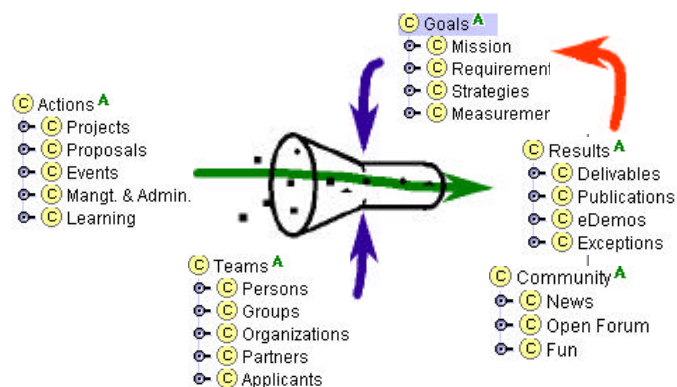 C Goals A
C Mission
C Requirement
C Strategies
C Measuremer
C Actions A
C Projects
C Proposals
C Events
C Mangt. & Admin.
C Learning
C Results A
C Delivables
C Publications
C eDemos
C Exceptions
C Teams A
C Persons
C Groups
C Organizations
C Partners
C Applicants
C Community A
C News
C Open Forum
C Fun